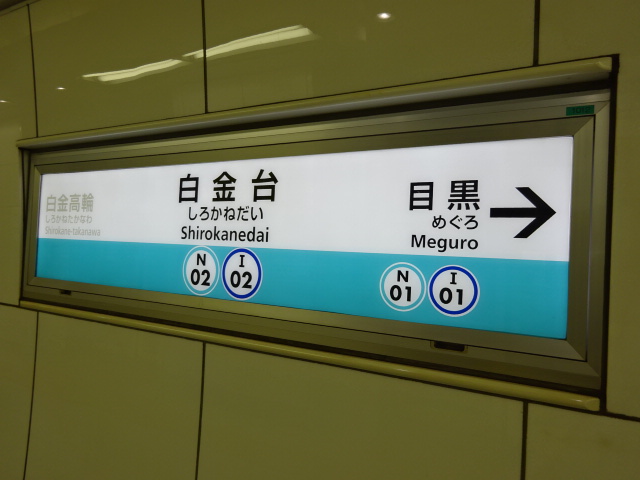 白金高輪
しろかねたかなわ
Shirokane-takanawa
白金台
しろかねだい
Shirokanedai
N
02
I
02
目黒
めぐろ
Meguro
N
01
I
01